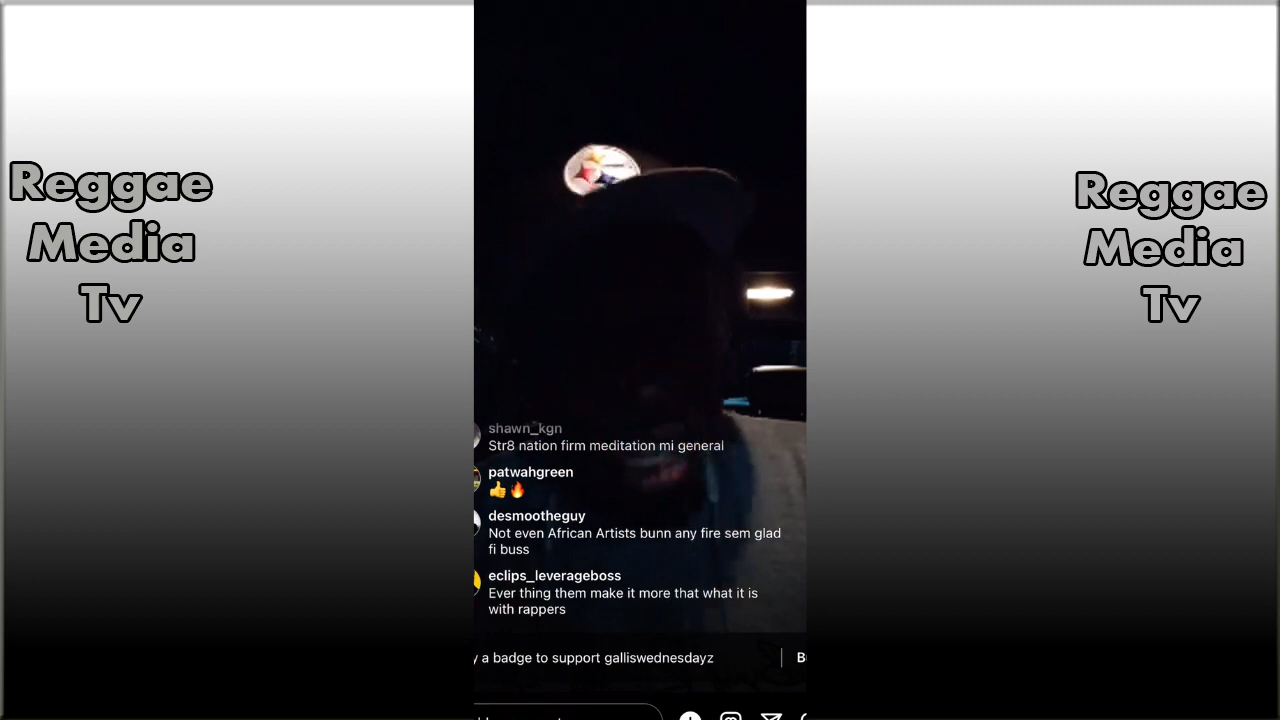 Reggae
Media
Tv
Reggae
Media
Tv
shawn_kgn
Str8 nation firm meditation mi general
patwahgreen
👍🔥
desmootheguy
Not even African Artists bunn any fire sem glad
fi buss
eclips_leverageboss
Ever thing them make it more that what it is
with rappers
a badge to support galliswednesdayz